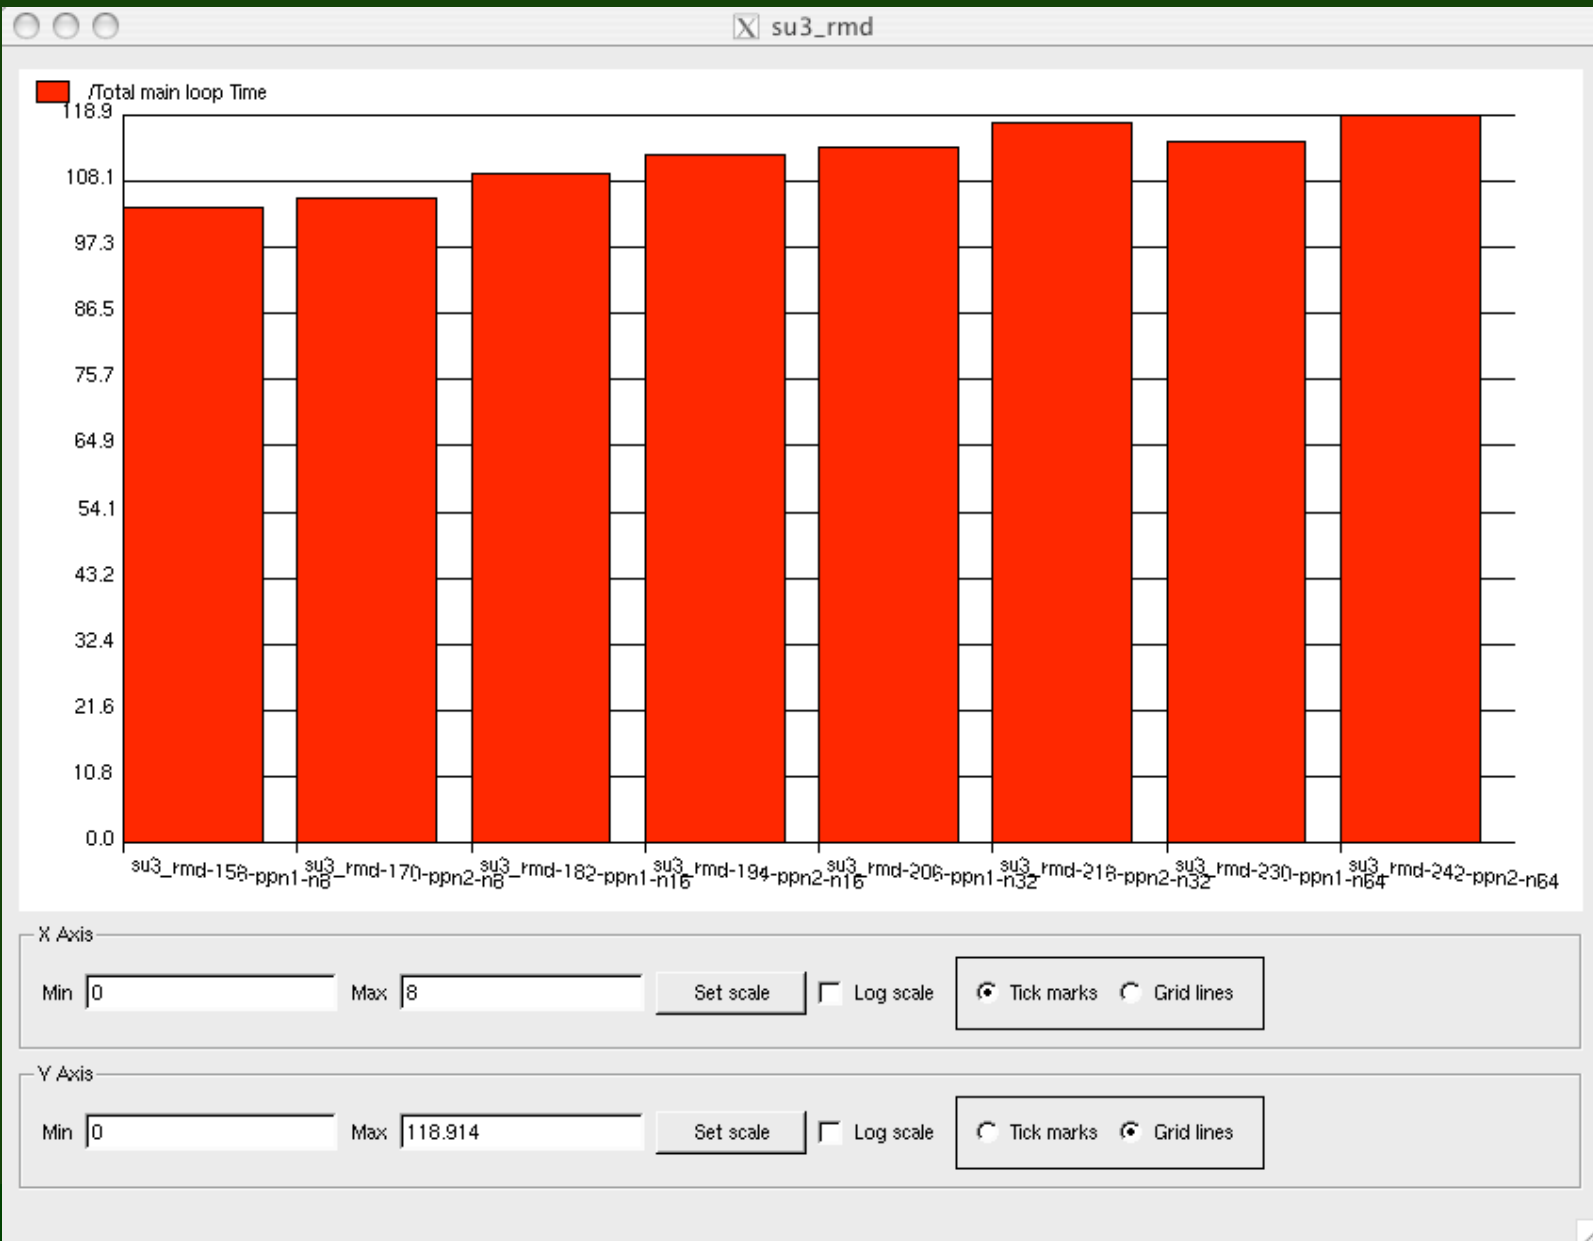 su3_rmd
/Total main loop Time
118.9
108.1
97.3
86.5
75.7
64.9
54.1
43.2
32.4
21.6
10.8
0.0
su3_rmd-158-ppn1-n8 su3_rmd-170-ppn2-n8 su3_rmd-182-ppn1-n16 su3_rmd-194-ppn2-n16 su3_rmd-206-ppn1-n32 su3_rmd-218-ppn2-n32 su3_rmd-230-ppn1-n64 su3_rmd-242-ppn2-n64
X Axis
Min 0 Max 8 Set scale Log scale Tick marks Grid lines
Y Axis
Min 0 Max 118.914 Set scale Log scale Tick marks Grid lines